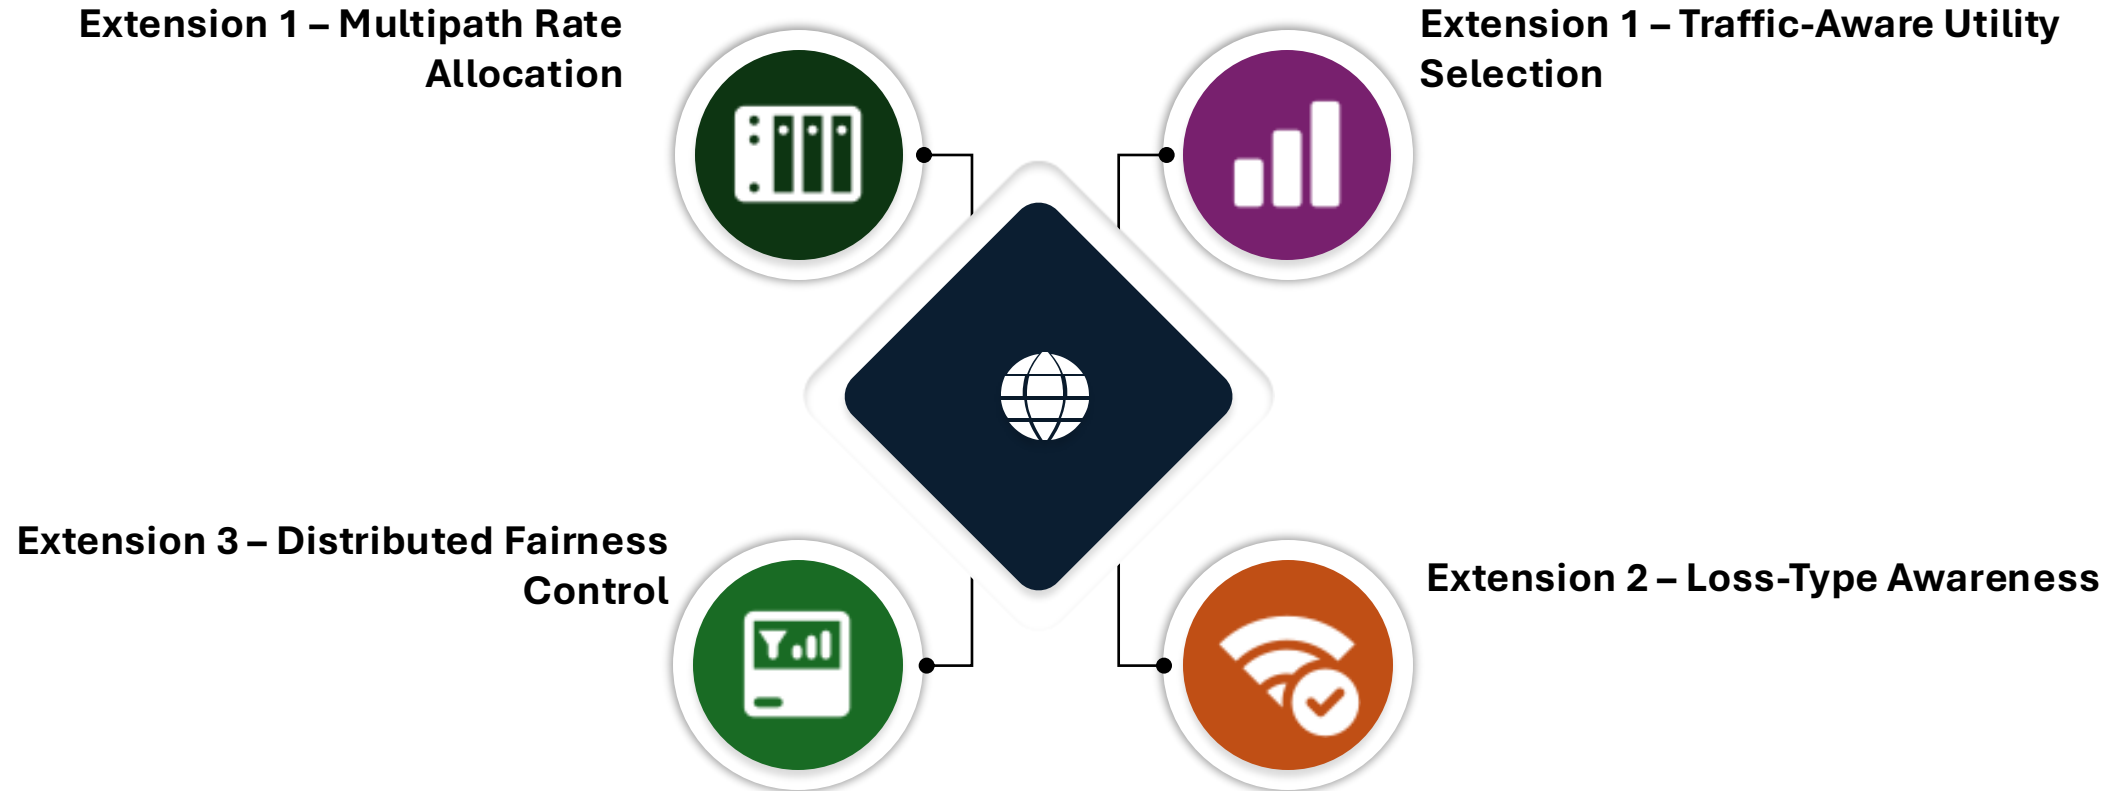 Extension 1 – Multipath Rate
Allocation
Extension 1 – Traffic-Aware Utility
Selection
Extension 3 – Distributed Fairness
Control
Extension 2 – Loss-Type Awareness